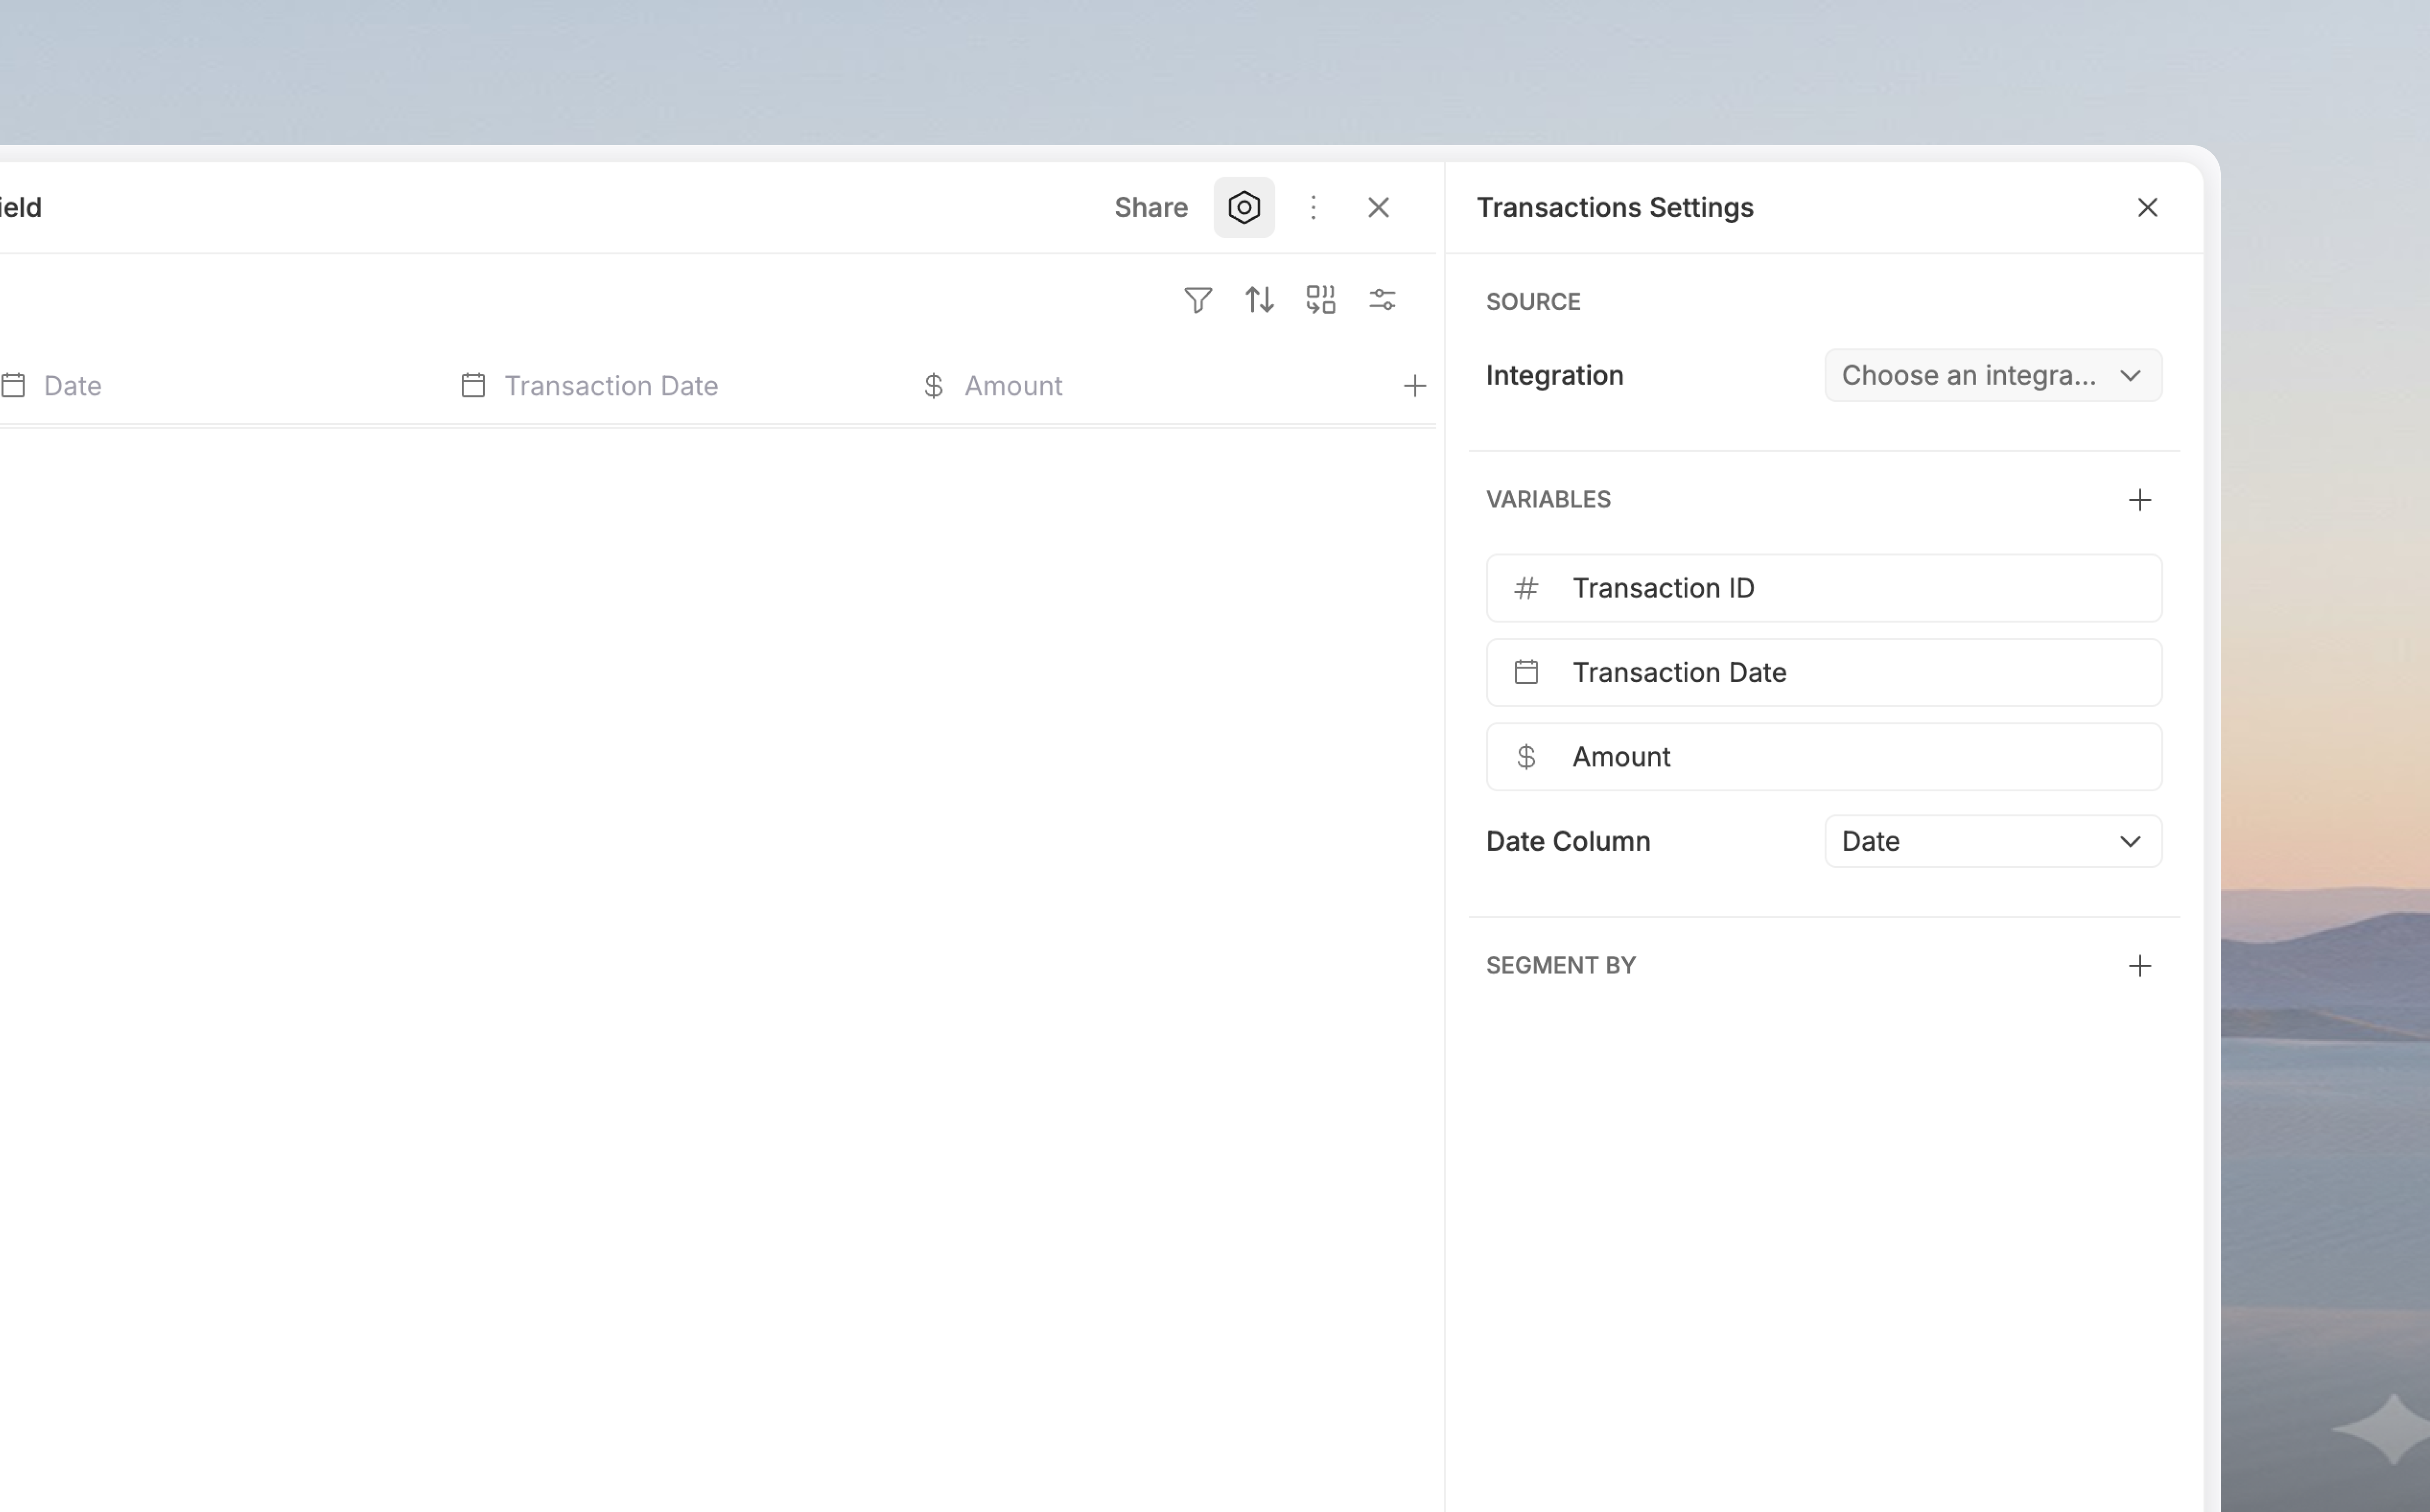 ield
Share
Transactions Settings
SOURCE
Date
Transaction Date
$ Amount
Integration
Choose an integra...
VARIABLES
# Transaction ID
Transaction Date
$ Amount
Date Column
Date
SEGMENT BY